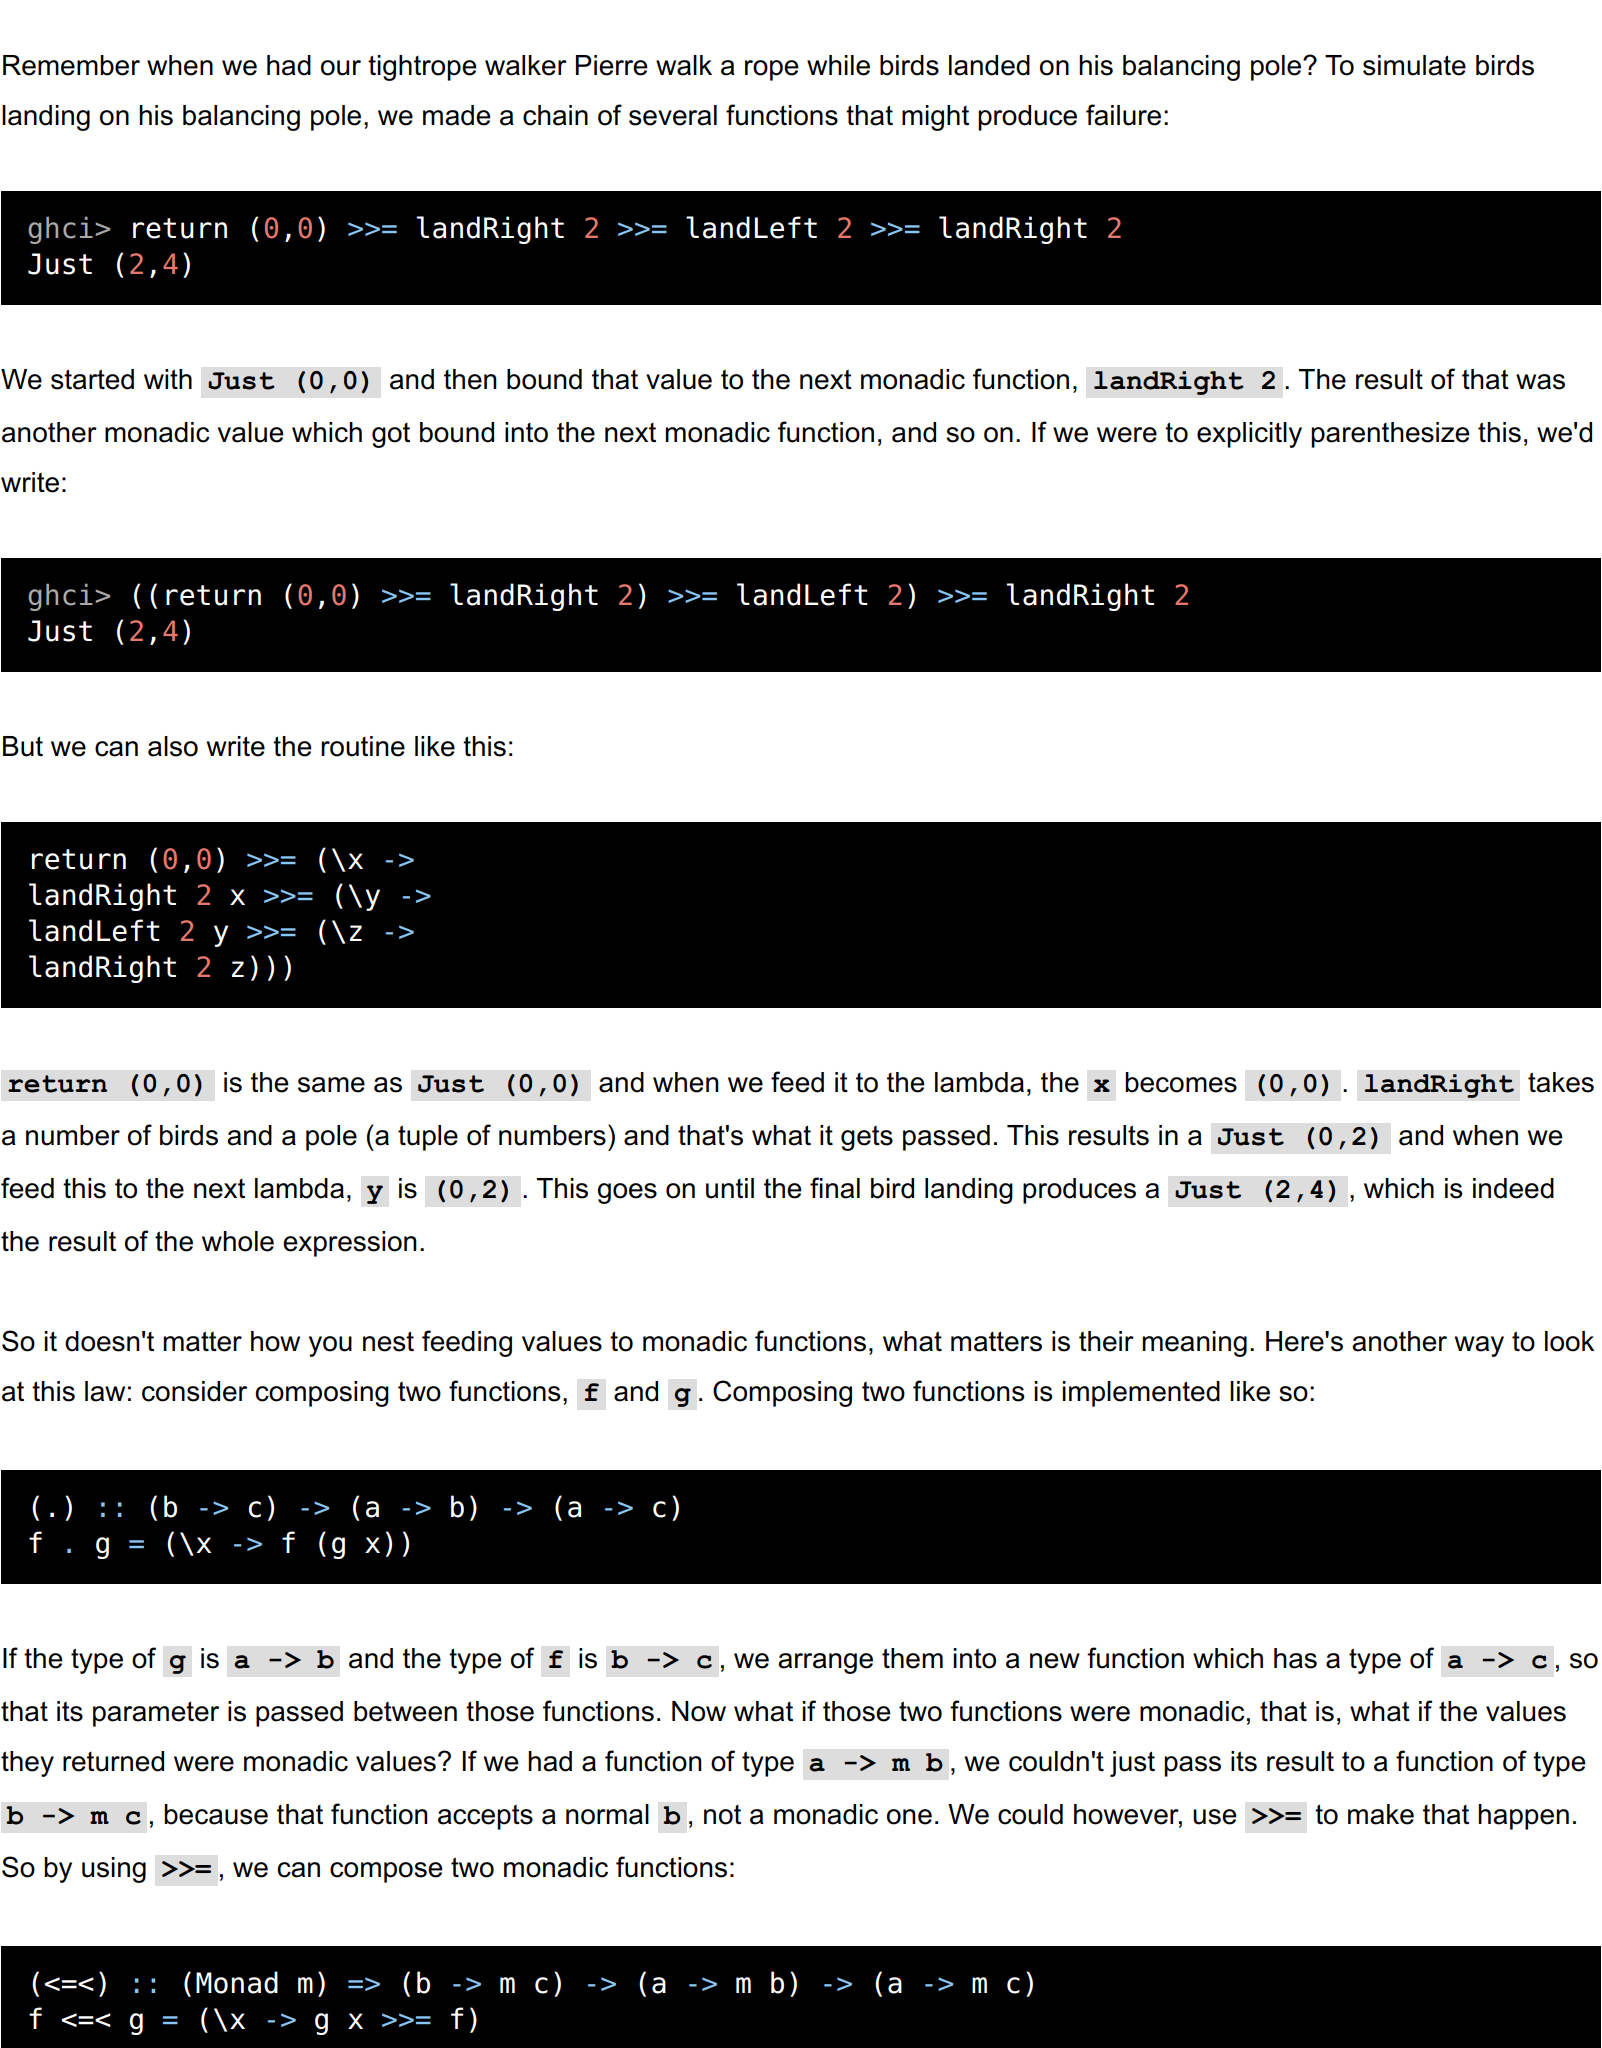 Remember when we had our tightrope walker Pierre walk a rope while birds landed on his balancing pole? To simulate birds
landing on his balancing pole, we made a chain of several functions that might produce failure:
ghci> return (0,0) >>= landRight 2 >>= landLeft 2 >>= landRight 2
Just (2,4)
We started with Just (0,0) and then bound that value to the next monadic function, landRight 2. The result of that was
another monadic value which got bound into the next monadic function, and so on. If we were to explicitly parenthesize this, we'd
write:
ghci> ((return (0,0) >>= landRight 2) >>= landLeft 2) >>= landRight 2
Just (2,4)
But we can also write the routine like this:
return (0,0) >>= (\x ->
landRight 2 x >>= (\y ->
landLeft 2 y >>= (\z ->
landRight 2 z)))
return (0,0) is the same as Just (0,0) and when we feed it to the lambda, the x becomes (0,0). landRight takes
a number of birds and a pole (a tuple of numbers) and that's what it gets passed. This results in a Just (0,2) and when we
feed this to the next lambda, y is (0,2). This goes on until the final bird landing produces a Just (2,4), which is indeed
the result of the whole expression.
So it doesn't matter how you nest feeding values to monadic functions, what matters is their meaning. Here's another way to look
at this law: consider composing two functions, f and g. Composing two functions is implemented like so:
(.) :: (b -> c) -> (a -> b) -> (a -> c)
f . g = (\x -> f (g x))
If the type of g is a -> b and the type of f is b -> c, we arrange them into a new function which has a type of a -> c, so
that its parameter is passed between those functions. Now what if those two functions were monadic, that is, what if the values
they returned were monadic values? If we had a function of type a -> m b, we couldn't just pass its result to a function of type
b -> m c, because that function accepts a normal b, not a monadic one. We could however, use >>= to make that happen.
So by using >>=, we can compose two monadic functions:
(<=<) :: (Monad m) => (b -> m c) -> (a -> m b) -> (a -> m c)
f <=< g = (\x -> g x >>= f)